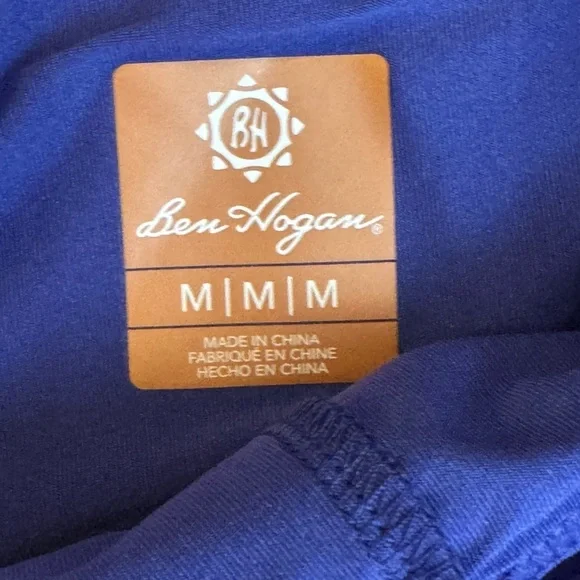 BH
Ben Hogan®
M | M | M
MADE IN CHINA
FABRIQUÉ EN CHINE
HECHO EN CHINA